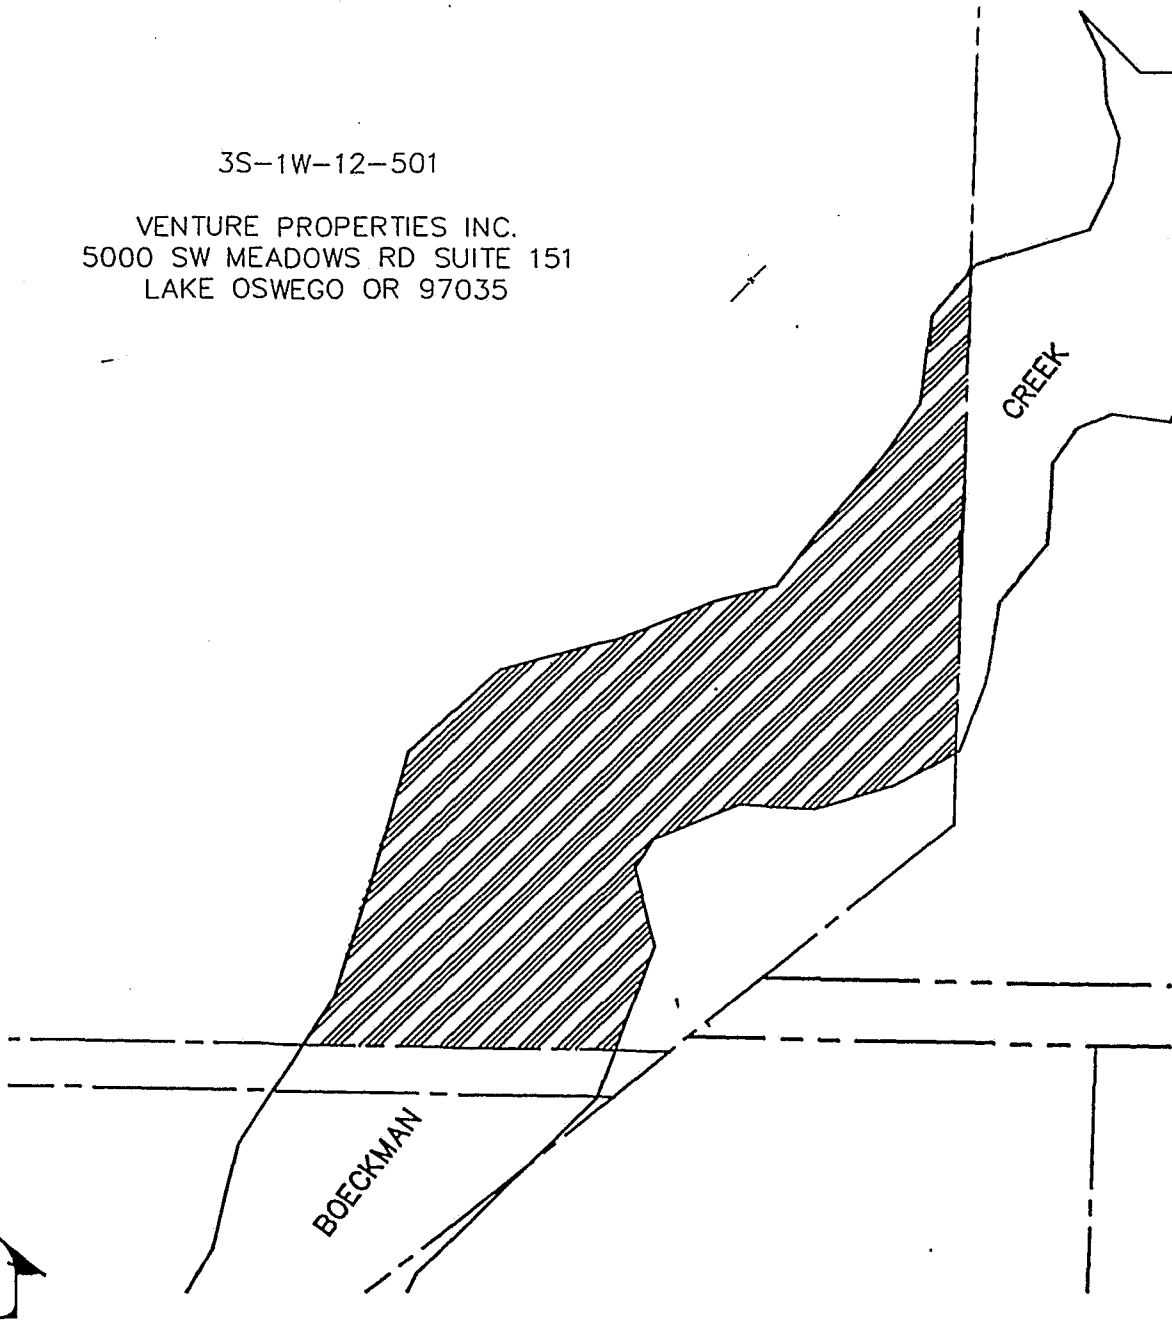 3S-1W-12-501
VENTURE PROPERTIES INC.
5000 SW MEADOWS RD SUITE 151
LAKE OSWEGO OR 97035
CREEK
BOECKMAN